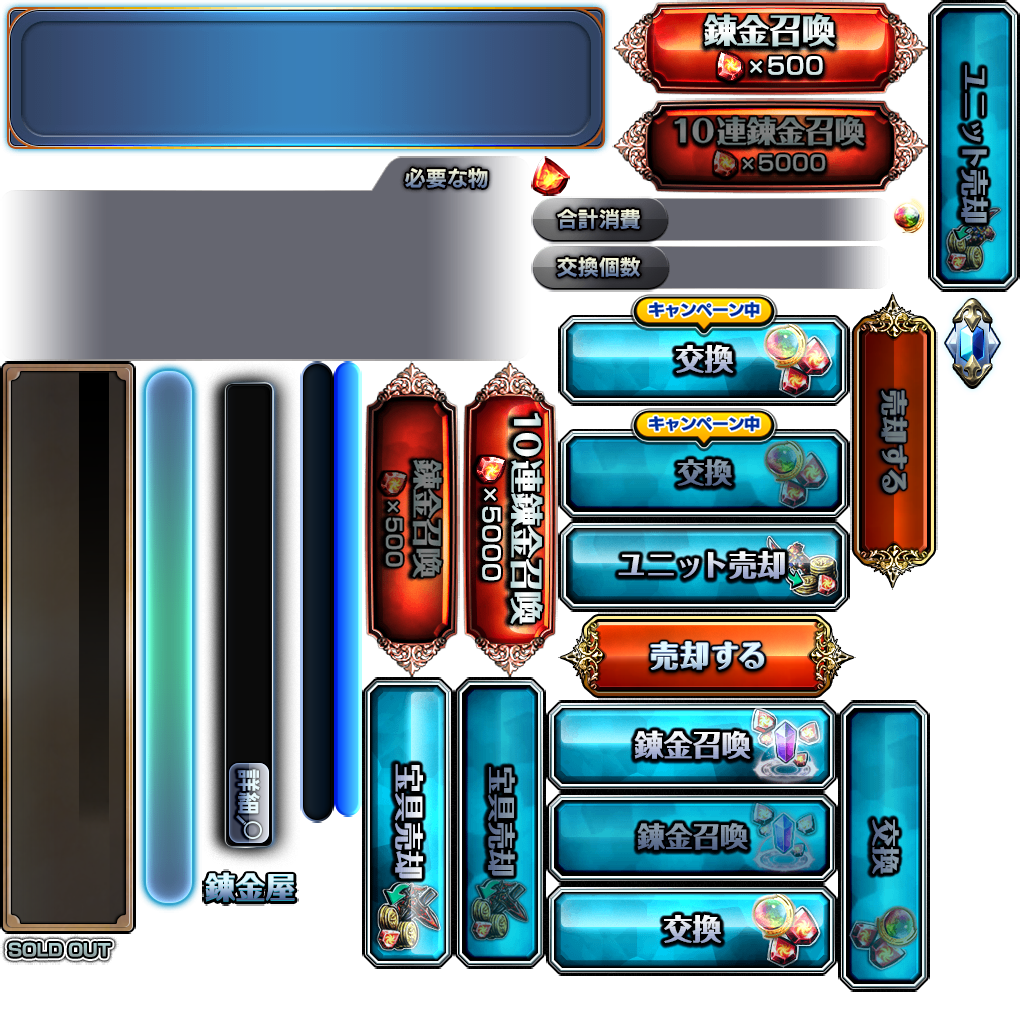 錬金召喚
×500
10連錬金召喚
×5000
ユニット売却
必要な物
合計消費
交換個数
キャンペーン中
交換
売却する
キャンペーン中
交換
錬金召喚
×500
10連錬金召喚
×5000
ユニット売却
売却する
宝具売却
宝具売却
錬金召喚
錬金召喚
交換
交換
詳細
錬金屋
SOLD OUT